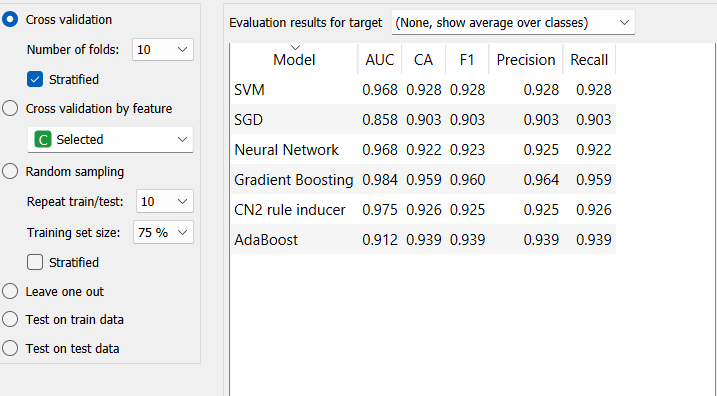 Cross validation
Number of folds: 10
Stratified
Cross validation by feature
C Selected
Random sampling
Repeat train/test: 10
Training set size: 75 %
Stratified
Leave one out
Test on train data
Test on test data
Evaluation results for target (None, show average over classes)
Model AUC CA F1 Precision Recall
SVM 0.968 0.928 0.928 0.928 0.928
SGD 0.858 0.903 0.903 0.903 0.903
Neural Network 0.968 0.922 0.923 0.925 0.922
Gradient Boosting 0.984 0.959 0.960 0.964 0.959
CN2 rule inducer 0.975 0.926 0.925 0.925 0.926
AdaBoost 0.912 0.939 0.939 0.939 0.939